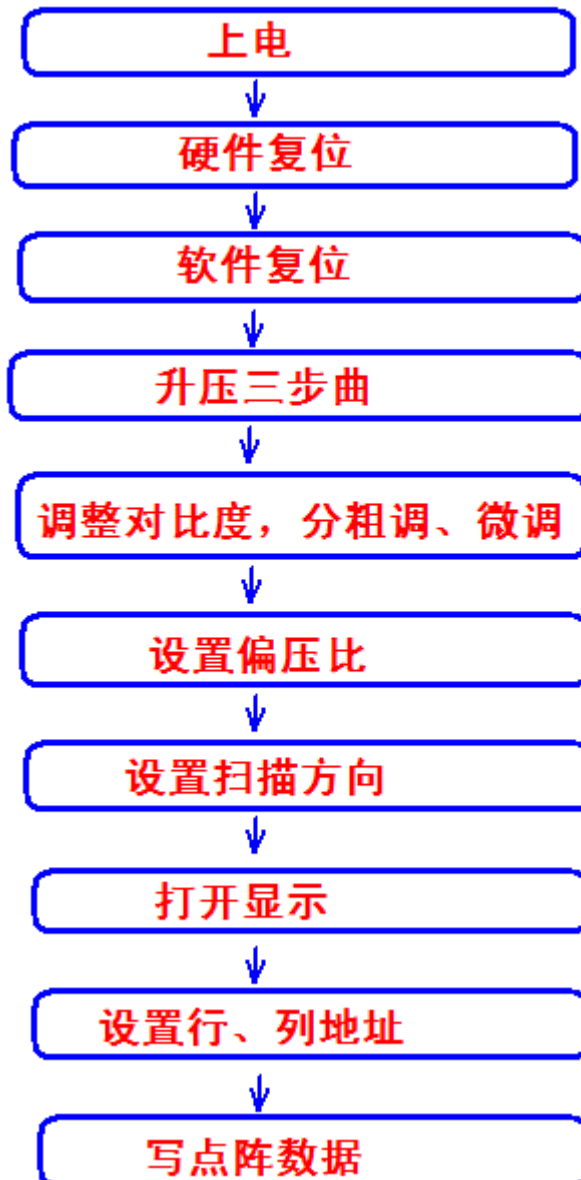 上电
硬件复位
软件复位
升压三步曲
调整对比度，分粗调、微调
设置偏压比
设置扫描方向
打开显示
设置行、列地址
写点阵数据